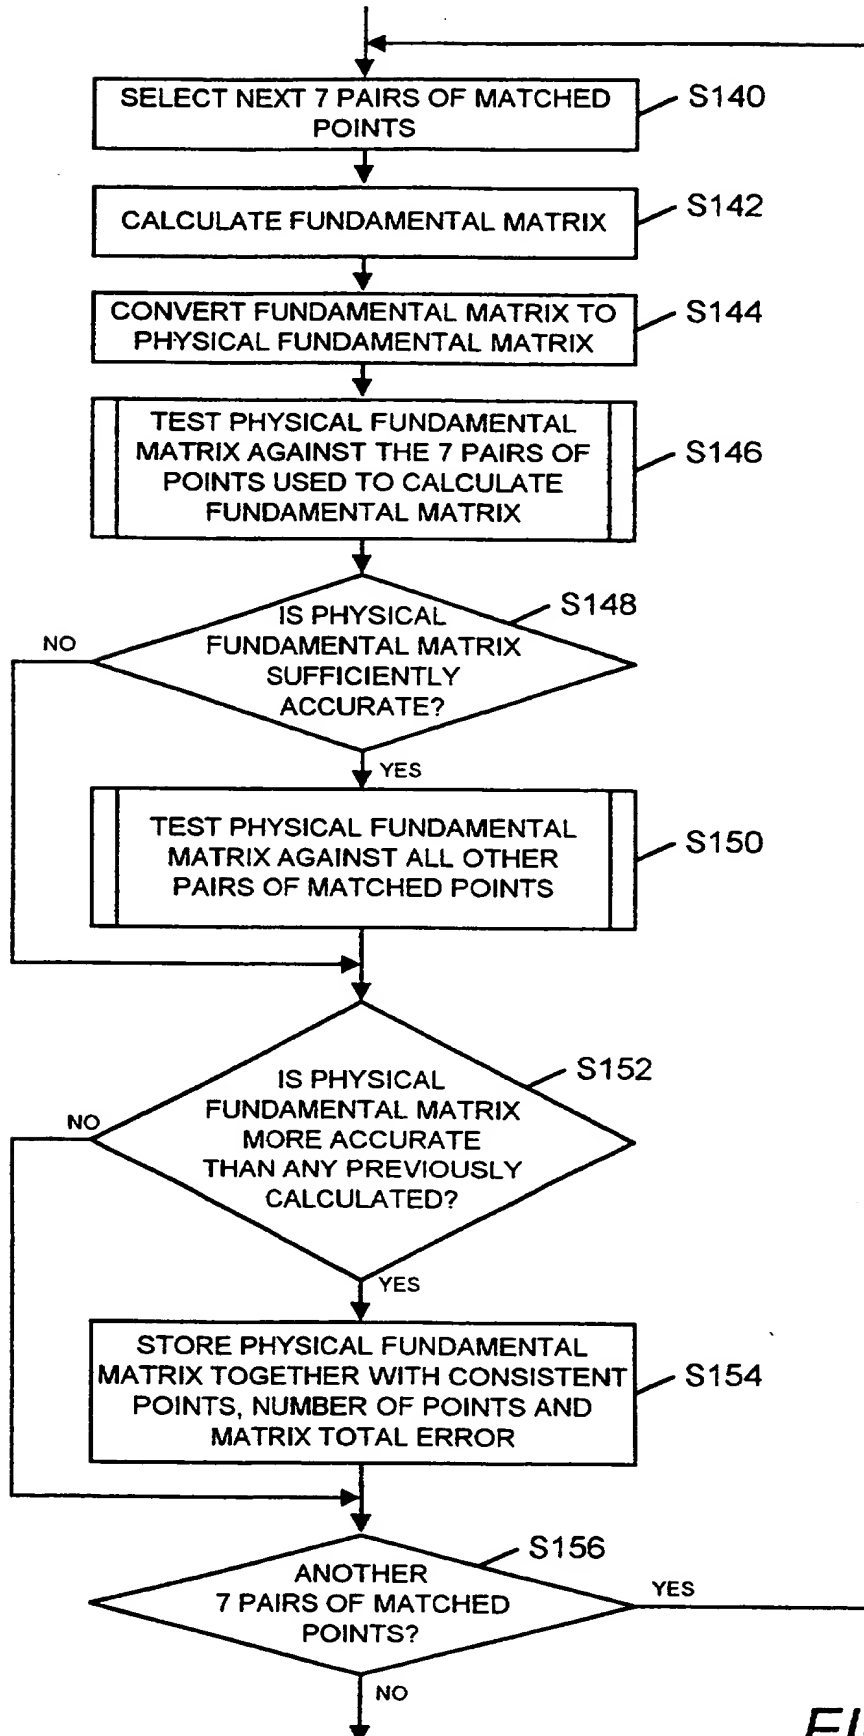 SELECT NEXT 7 PAIRS OF MATCHED
POINTS
S140
CALCULATE FUNDAMENTAL MATRIX
S142
CONVERT FUNDAMENTAL MATRIX TO
PHYSICAL FUNDAMENTAL MATRIX
S144
TEST PHYSICAL FUNDAMENTAL
MATRIX AGAINST THE 7 PAIRS OF
POINTS USED TO CALCULATE
FUNDAMENTAL MATRIX
S146
IS PHYSICAL
FUNDAMENTAL MATRIX
SUFFICIENTLY
ACCURATE?
S148
NO
YES
TEST PHYSICAL FUNDAMENTAL
MATRIX AGAINST ALL OTHER
PAIRS OF MATCHED POINTS
S150
IS PHYSICAL
FUNDAMENTAL MATRIX
MORE ACCURATE
THAN ANY PREVIOUSLY
CALCULATED?
S152
NO
YES
STORE PHYSICAL FUNDAMENTAL
MATRIX TOGETHER WITH CONSISTENT
POINTS, NUMBER OF POINTS AND
MATRIX TOTAL ERROR
S154
ANOTHER
7 PAIRS OF MATCHED
POINTS?
S156
YES
NO